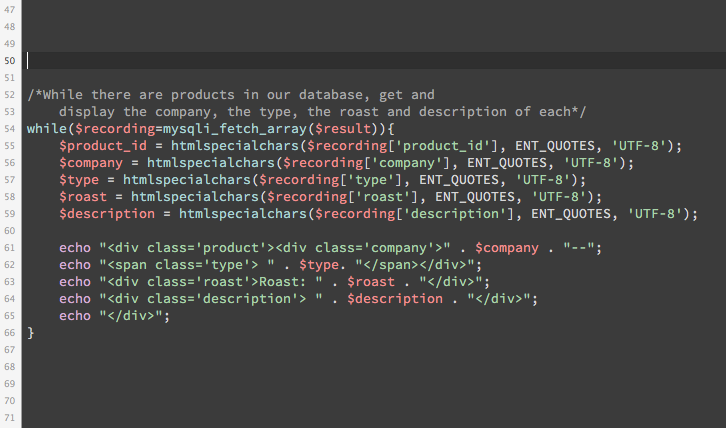 47
48
49
50
51
52 /*While there are products in our database, get and
53 display the company, the type, the roast and description of each*/
54 while($recording=mysqli_fetch_array($result)){
55 $product_id = htmlspecialchars($recording['product_id'], ENT_QUOTES, 'UTF-8');
56 $company = htmlspecialchars($recording['company'], ENT_QUOTES, 'UTF-8');
57 $type = htmlspecialchars($recording['type'], ENT_QUOTES, 'UTF-8');
58 $roast = htmlspecialchars($recording['roast'], ENT_QUOTES, 'UTF-8');
59 $description = htmlspecialchars($recording['description'], ENT_QUOTES, 'UTF-8');
60
61 echo "<div class='product'><div class='company'>" . $company . "--";
62 echo "<span class='type'> " . $type. "</span></div>";
63 echo "<div class='roast'>Roast: " . $roast . "</div>";
64 echo "<div class='description'> " . $description . "</div>";
65 echo "</div>";
66 }
67
68
69
70
71